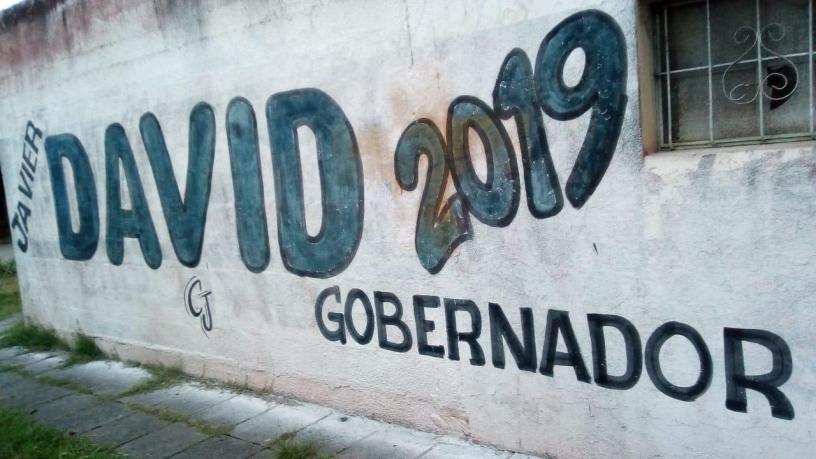 JAVIER
DAVID 2019
CJ
GOBERNADOR